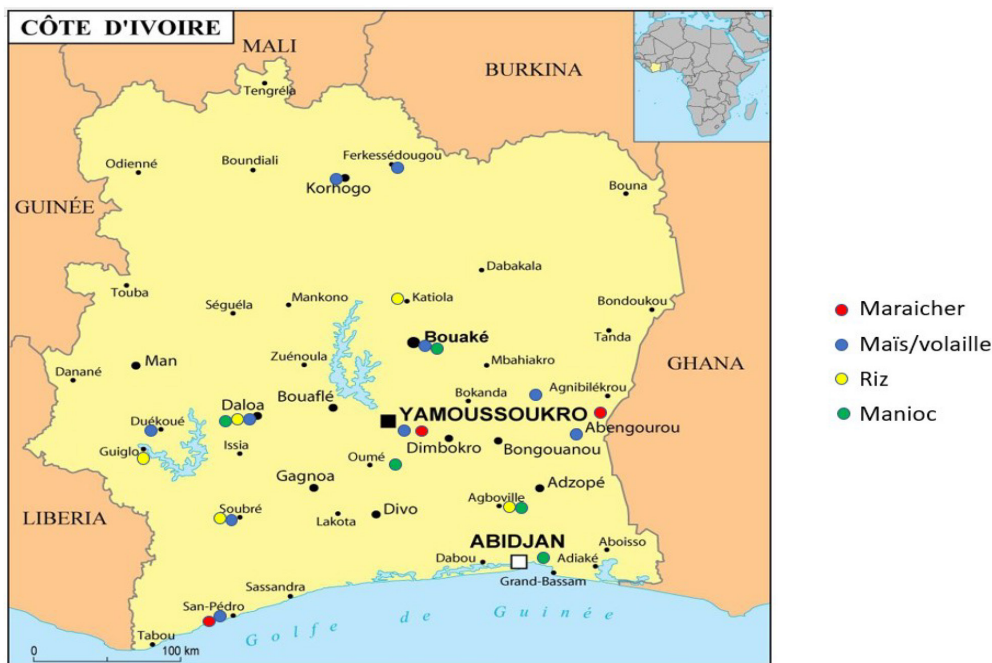 CÔTE D'IVOIRE
MALI
BURKINA
Tengréla
Odienné
Boundiali
Ferkessédougou
Korhogo
Bouna
GUINÉE
Dabakala
Touba
Séguéla
Mankono
Katiola
Bondoukou
Bouaké
Tanda
Man
Zuénoula
Mbahiakro
GHANA
Danané
Bokanda
Agnibilékrou
Daloa
Bouaflé
YAMOUSSOUKRO
Duékoué
Abengourou
Guiglo
Issia
Oumé
Dimbokro
Bongouanou
Gagnoa
Adzopé
Agboville
LIBERIA
Soubré
Lakota
Divo
ABIDJAN
Aboisso
Dabou
Adiaké
Grand-Bassam
Sassandra
San-Pédro
Golfe de Guinée
Tabou
0 100 km
Maraicher
Maïs/volaille
Riz
Manioc